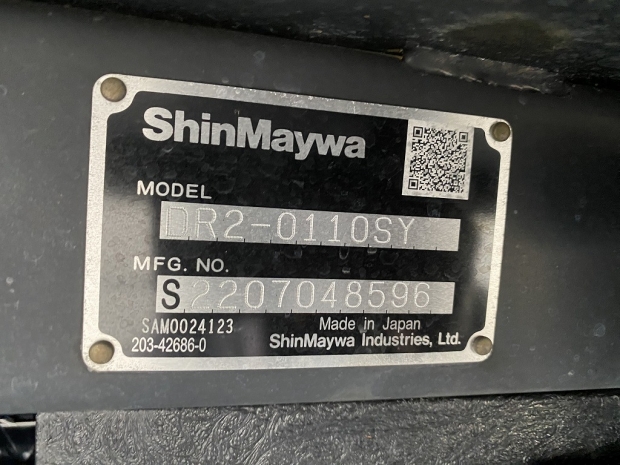 ShinMaywa
MODEL
DR2-0110SY
MFG. NO.
S2207048596
SAM0024123
203-42686-0
Made in Japan
ShinMaywa Industries, Ltd.